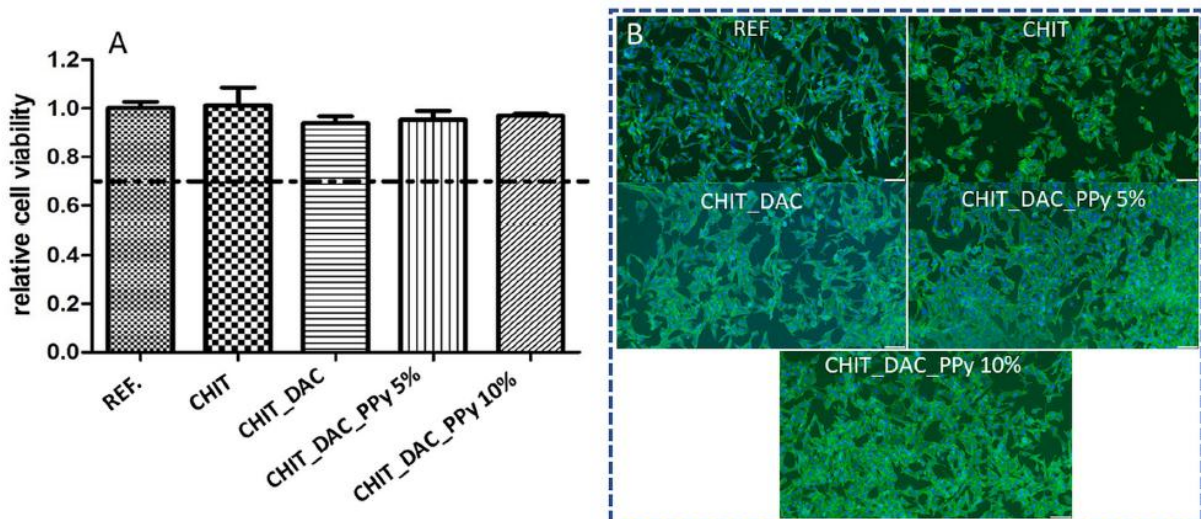 A
1.2
1.0
0.8
0.6
0.4
0.2
0.0
relative cell viability
REF.
CHIT
CHIT_DAC
CHIT_DAC_PPy 5%
CHIT_DAC_PPy 10%
B
REF
CHIT
CHIT_DAC
CHIT_DAC_PPy 5%
CHIT_DAC_PPy 10%